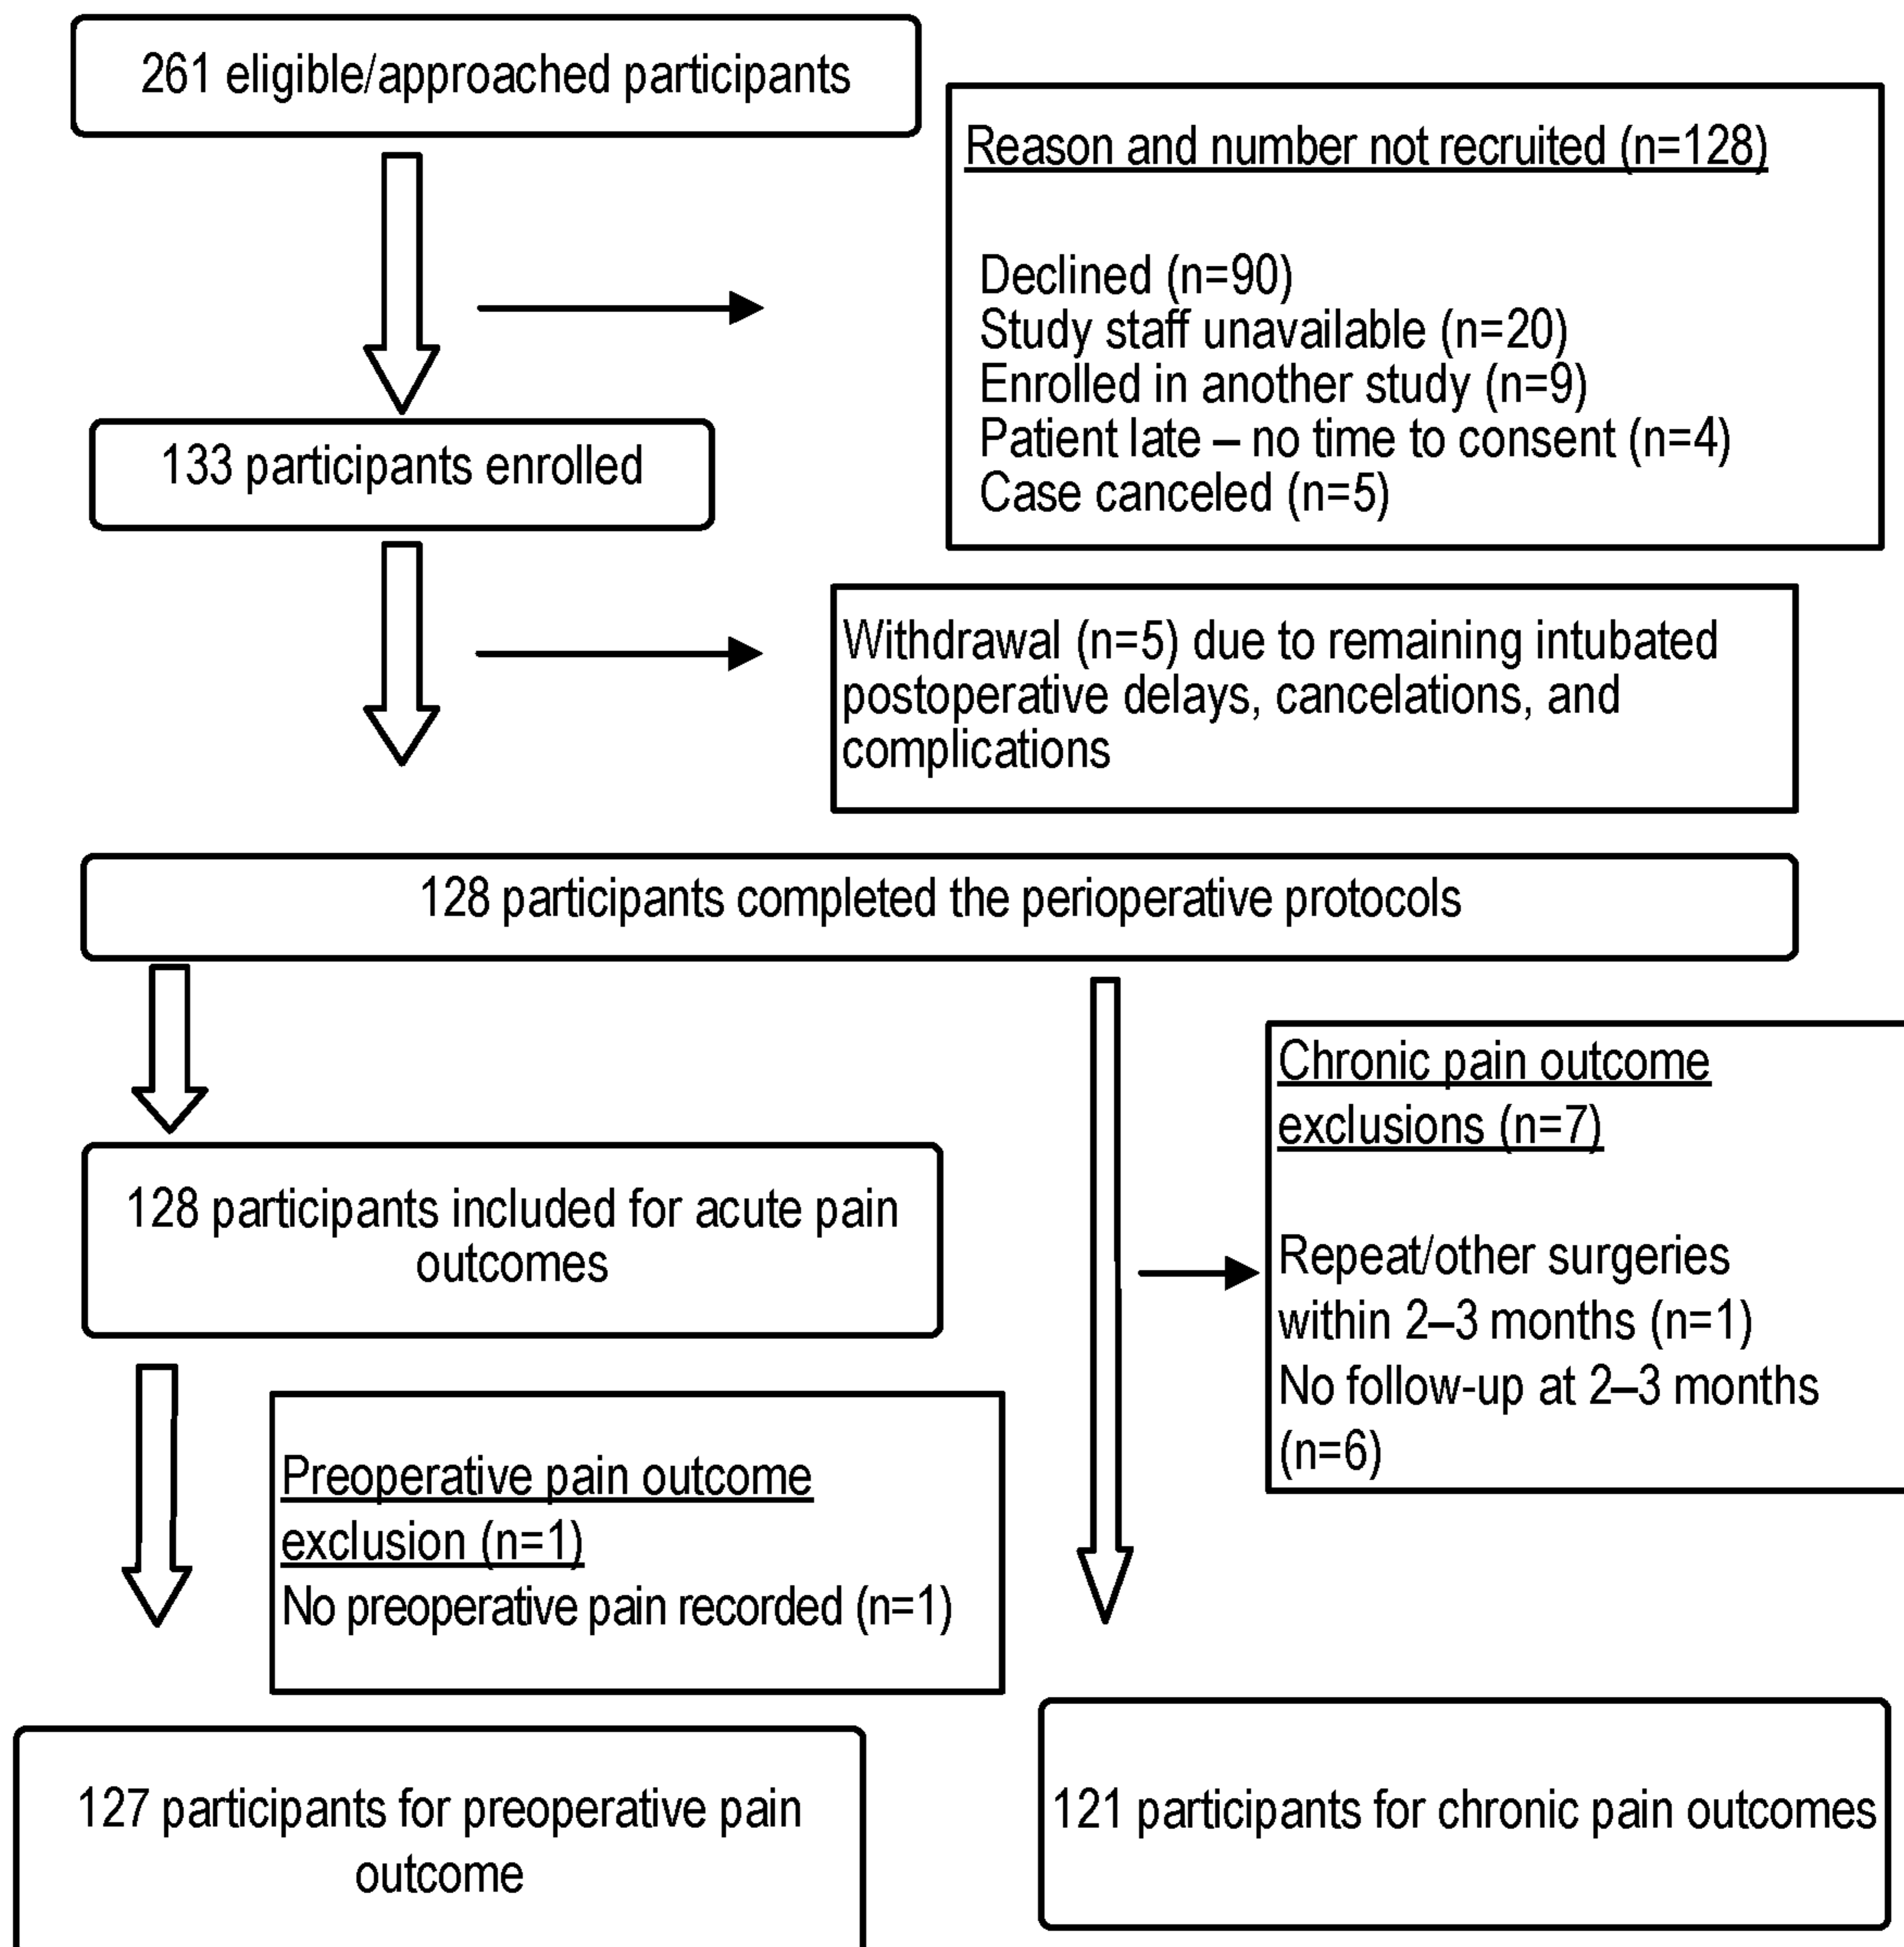 261 eligible/approached participants
Reason and number not recruited (n=128)
Declined (n=90)
Study staff unavailable (n=20)
Enrolled in another study (n=9)
Patient late – no time to consent (n=4)
Case canceled (n=5)
133 participants enrolled
Withdrawal (n=5) due to remaining intubated
postoperative delays, cancelations, and
complications
128 participants completed the perioperative protocols
128 participants included for acute pain
outcomes
Chronic pain outcome
exclusions (n=7)
Repeat/other surgeries
within 2–3 months (n=1)
No follow-up at 2–3 months
(n=6)
Preoperative pain outcome
exclusion (n=1)
No preoperative pain recorded (n=1)
127 participants for preoperative pain
outcome
121 participants for chronic pain outcomes